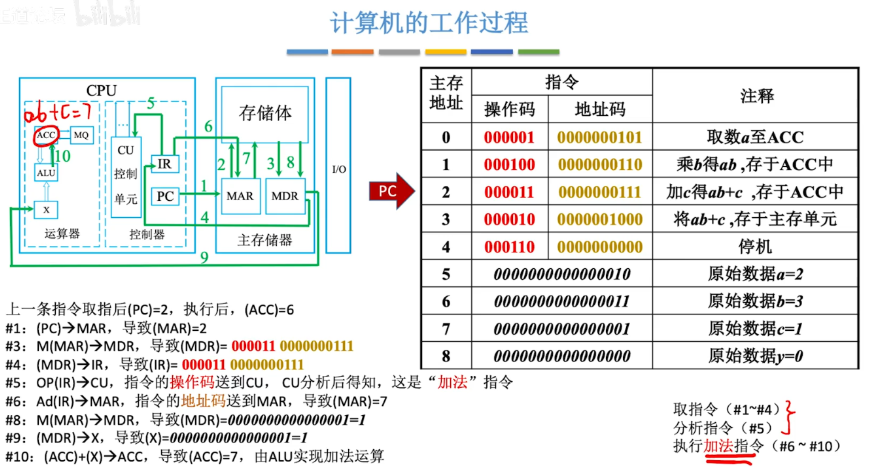 bilibili
计算机的工作过程
CPU
ab+c=7
ACC
MQ
10
ALU
X
运算器
5
CU
控制
单元
IR
PC
控制器
6
1
4
9
存储体
2
7
3
8
MAR
MDR
主存储器
I/O
PC
主存地址 指令 注释
操作码 地址码
0 000001 0000000101 取数a至ACC
1 000100 0000000110 乘b得ab ,存于ACC中
2 000011 0000000111 加c得ab+c ,存于ACC中
3 000010 0000001000 将ab+c ,存于主存单元
4 000110 0000000000 停机
5 0000000000000010 原始数据a=2
6 0000000000000011 原始数据b=3
7 0000000000000001 原始数据c=1
8 0000000000000000 原始数据y=0
上一条指令取指后(PC)=2，执行后，(ACC)=6
#1：(PC)→MAR，导致(MAR)=2
#3：M(MAR)→MDR，导致(MDR)= 000011 0000000111
#4：(MDR)→IR，导致(IR)= 000011 0000000111
#5：OP(IR)→CU，指令的操作码送到CU， CU分析后得知，这是“加法”指令
#6：Ad(IR)→MAR，指令的地址码送到MAR，导致(MAR)=7
#8：M(MAR)→MDR，导致(MDR)=0000000000000001=1
#9：(MDR)→X，导致(X)=0000000000000001=1
#10：(ACC)+(X)→ACC，导致(ACC)=7，由ALU实现加法运算
取指令（#1~#4）
分析指令（#5）
执行加法指令（#6 ~ #10）